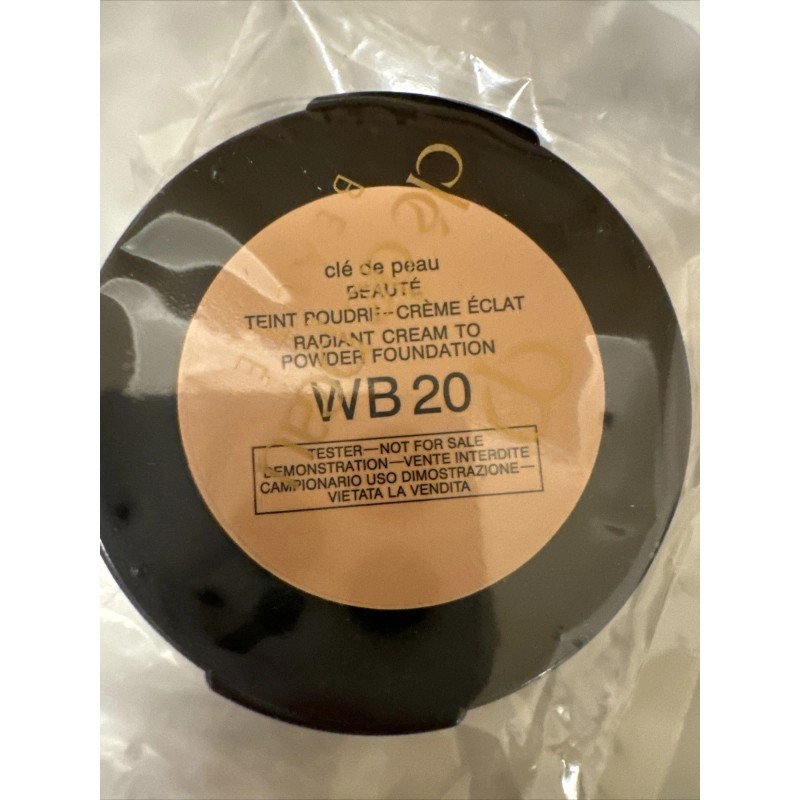 clé de peau
BEAUTÉ
TEINT POUDRE-CRÈME ÉCLAT
RADIANT CREAM TO
POWDER FOUNDATION
WB 20
TESTER—NOT FOR SALE
DEMONSTRATION—VENTE INTERDITE
CAMPIONARIO USO DIMOSTRAZIONE—
VIETATA LA VENDITA
Clé